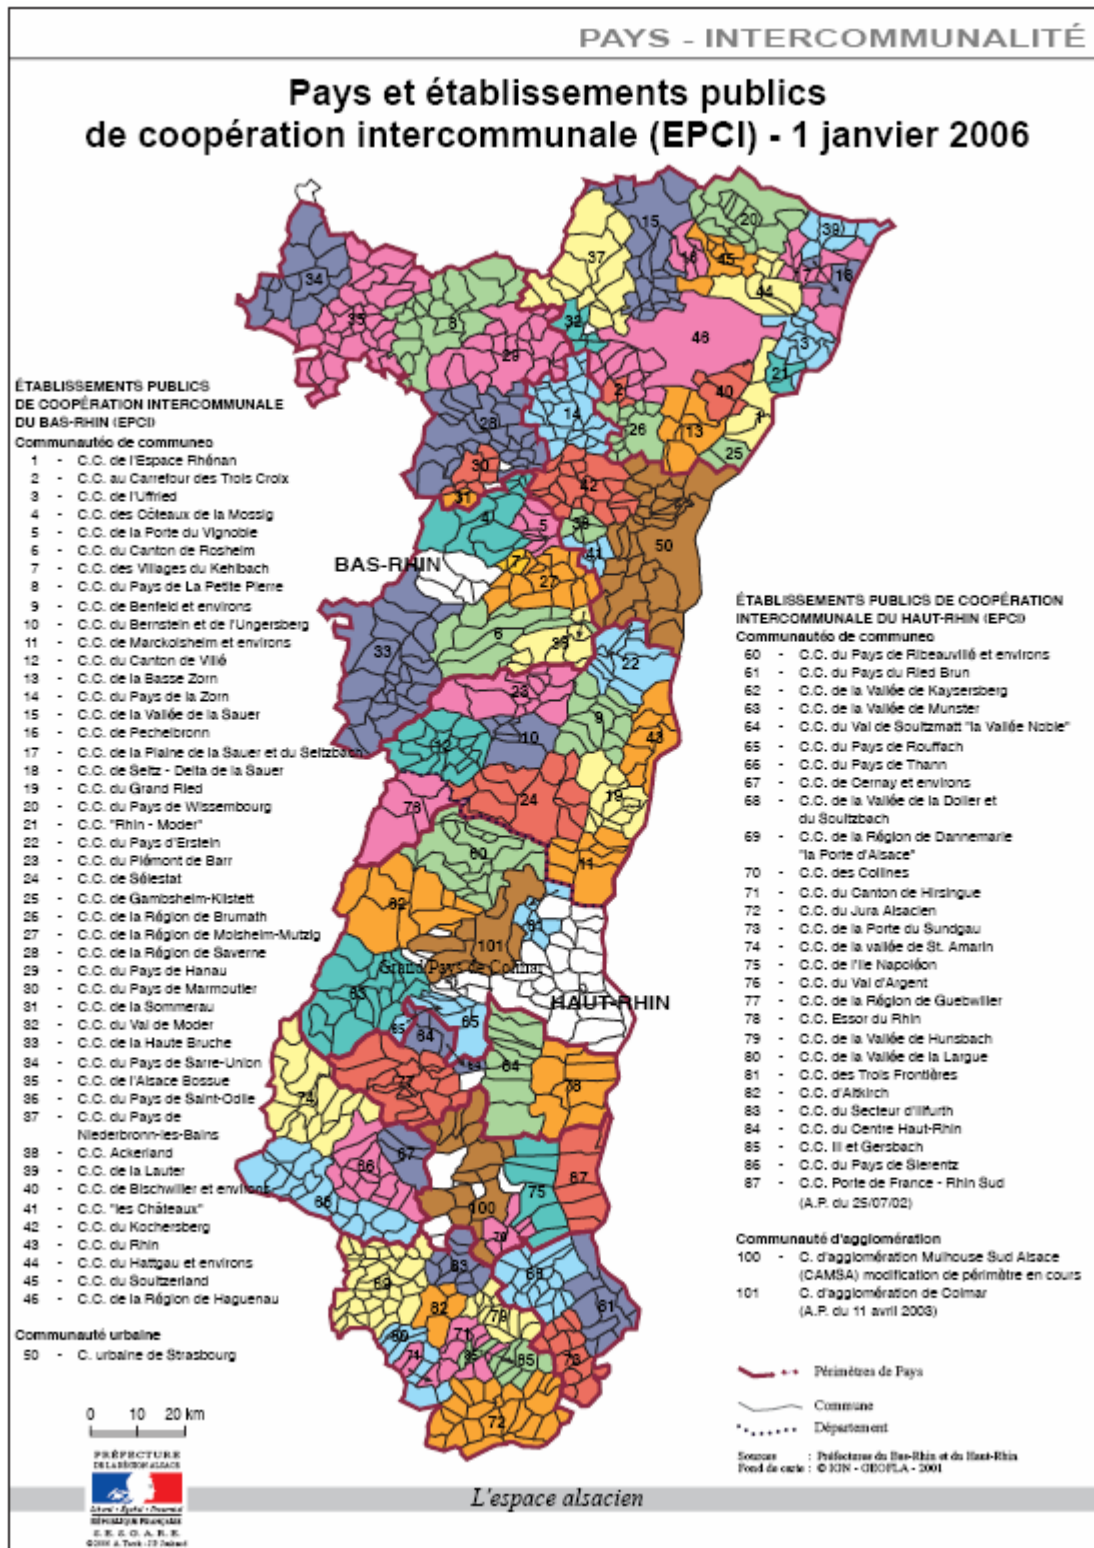 PAYS - INTERCOMMUNALITÉ
Pays et établissements publics
de coopération intercommunale (EPCI) - 1 janvier 2006
ÉTABLISSEMENTS PUBLICS
DE COOPÉRATION INTERCOMMUNALE
DU BAS-RHIN (EPCI)
Communautés de communes
1 - C.C. de l'Espace Rhénan
2 - C.C. au Carrefour des Trois Croix
3 - C.C. de l'Uffried
4 - C.C. des Côteaux de la Mossig
5 - C.C. de la Porte du Vignoble
6 - C.C. du Canton de Rosheim
7 - C.C. des Villages du Kehlbach
8 - C.C. du Pays de La Petite Pierre
9 - C.C. de Benfeld et environs
10 - C.C. du Bernstein et de l'Ungersberg
11 - C.C. de Marckolsheim et environs
12 - C.C. du Canton de Villé
13 - C.C. de la Basse Zorn
14 - C.C. du Pays de la Zorn
15 - C.C. de la Vallée de la Sauer
16 - C.C. de Pechelbronn
17 - C.C. de la Plaine de la Sauer et du Seltzbach
18 - C.C. de Seltz - Delta de la Sauer
19 - C.C. du Grand Ried
20 - C.C. du Pays de Wissembourg
21 - C.C. "Rhin - Moder"
22 - C.C. du Pays d'Erstein
23 - C.C. du Piémont de Barr
24 - C.C. de Sélestat
25 - C.C. de Gambsheim-Kilstett
26 - C.C. de la Région de Brumath
27 - C.C. de la Région de Molsheim-Mutzig
28 - C.C. de la Région de Saverne
29 - C.C. du Pays de Hanau
30 - C.C. du Pays de Marmoutier
31 - C.C. de la Sommerau
32 - C.C. du Val de Moder
33 - C.C. de la Haute Bruche
34 - C.C. du Pays de Sarre-Union
35 - C.C. de l'Alsace Bossue
36 - C.C. du Pays de Saint-Odile
37 - C.C. du Pays de
Niederbronn-les-Bains
38 - C.C. Ackerland
39 - C.C. de la Lauter
40 - C.C. de Bischwiller et environs
41 - C.C. "les Châteaux"
42 - C.C. du Kochersberg
43 - C.C. du Rhin
44 - C.C. du Hattgau et environs
45 - C.C. du Soultzerland
46 - C.C. de la Région de Haguenau
Communauté urbaine
50 - C. urbaine de Strasbourg
BAS-RHIN
Grand Pays de Colmar
HAUT-RHIN
ÉTABLISSEMENTS PUBLICS DE COOPÉRATION
INTERCOMMUNALE DU HAUT-RHIN (EPCI)
Communautés de communes
60 - C.C. du Pays de Ribeauvillé et environs
61 - C.C. du Pays du Ried Brun
62 - C.C. de la Vallée de Kaysersberg
63 - C.C. de la Vallée de Munster
64 - C.C. du Val de Soultzmatt "la Vallée Noble"
65 - C.C. du Pays de Rouffach
66 - C.C. du Pays de Thann
67 - C.C. de Cernay et environs
68 - C.C. de la Vallée de la Doller et
du Soultzbach
69 - C.C. de la Région de Dannemarie
"la Porte d'Alsace"
70 - C.C. des Collines
71 - C.C. du Canton de Hirsingue
72 - C.C. du Jura Alsacien
73 - C.C. de la Porte du Sundgau
74 - C.C. de la vallée de St. Amarin
75 - C.C. de l'Ile Napoléon
76 - C.C. du Val d'Argent
77 - C.C. de la Région de Guebwiller
78 - C.C. Essor du Rhin
79 - C.C. de la Vallée de Hunsbach
80 - C.C. de la Vallée de la Largue
81 - C.C. des Trois Frontières
82 - C.C. d'Altkirch
83 - C.C. du Secteur d'Illfurth
84 - C.C. du Centre Haut-Rhin
85 - C.C. Ill et Gersbach
86 - C.C. du Pays de Sierentz
87 - C.C. Porte de France - Rhin Sud
(A.P. du 25/07/02)
Communauté d'agglomération
100 - C. d'agglomération Mulhouse Sud Alsace
(CAMSA) modification de périmètre en cours
101 - C. d'agglomération de Colmar
(A.P. du 11 avril 2003)
Périmètres de Pays
Commune
Département
Sources : Préfectures du Bas-Rhin et du Haut-Rhin
Fond de carte : © IGN - GEOFLA - 2001
0 10 20 km
PRÉFECTURE
DE LA RÉGION ALSACE
Liberté • Égalité • Fraternité
RÉPUBLIQUE FRANÇAISE
S. E. S. G. A. R. E.
L'espace alsacien